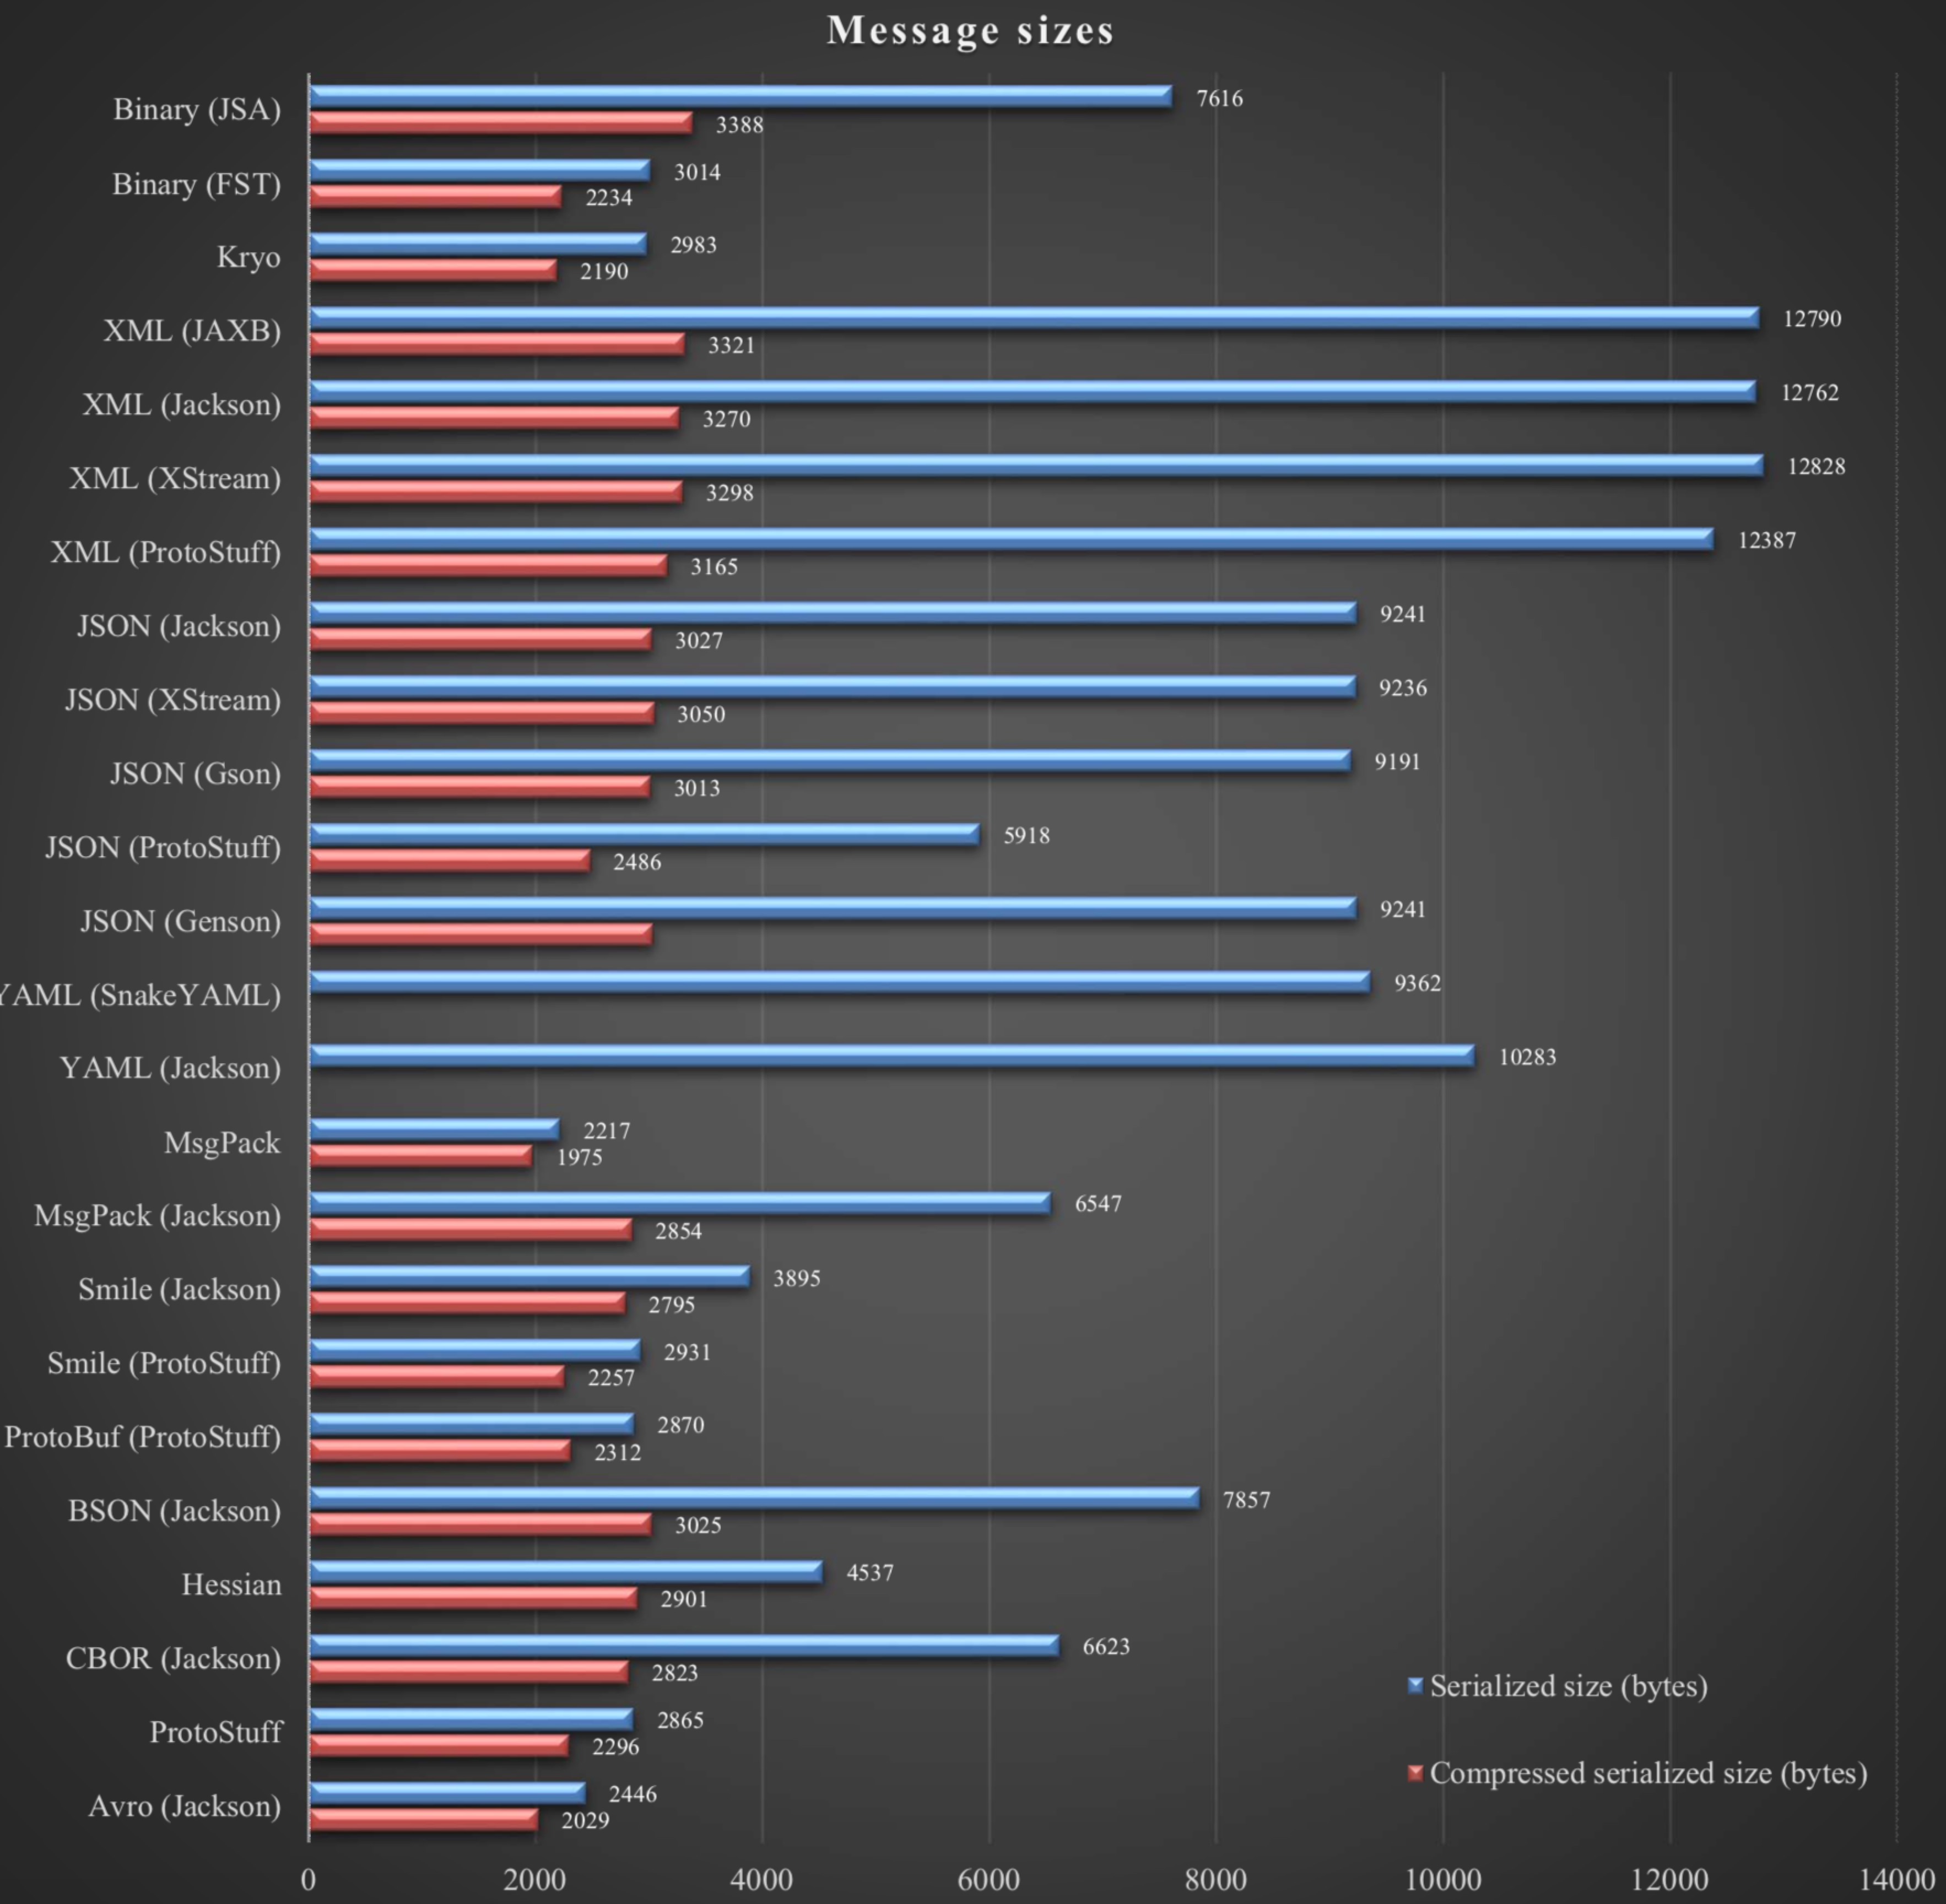 Message sizes
Binary (JSA)
7616
3388
Binary (FST)
3014
2234
Kryo
2983
2190
XML (JAXB)
12790
3321
XML (Jackson)
12762
3270
XML (XStream)
12828
3298
XML (ProtoStuff)
12387
3165
JSON (Jackson)
9241
3027
JSON (XStream)
9236
3050
JSON (Gson)
9191
3013
JSON (ProtoStuff)
5918
2486
JSON (Genson)
9241
YAML (SnakeYAML)
9362
YAML (Jackson)
10283
MsgPack
2217
1975
MsgPack (Jackson)
6547
2854
Smile (Jackson)
3895
2795
Smile (ProtoStuff)
2931
2257
ProtoBuf (ProtoStuff)
2870
2312
BSON (Jackson)
7857
3025
Hessian
4537
2901
CBOR (Jackson)
6623
2823
ProtoStuff
2865
2296
Avro (Jackson)
2446
2029
Serialized size (bytes)
Compressed serialized size (bytes)
0 2000 4000 6000 8000 10000 12000 14000